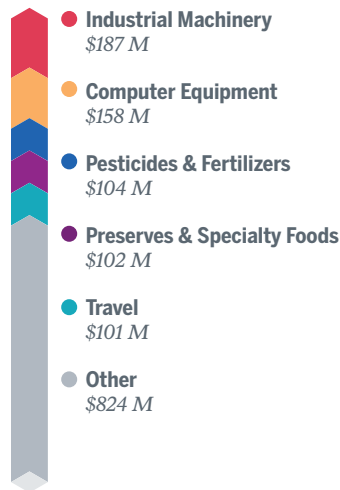 Industrial Machinery
$187 M
Computer Equipment
$158 M
Pesticides & Fertilizers
$104 M
Preserves & Specialty Foods
$102 M
Travel
$101 M
Other
$824 M